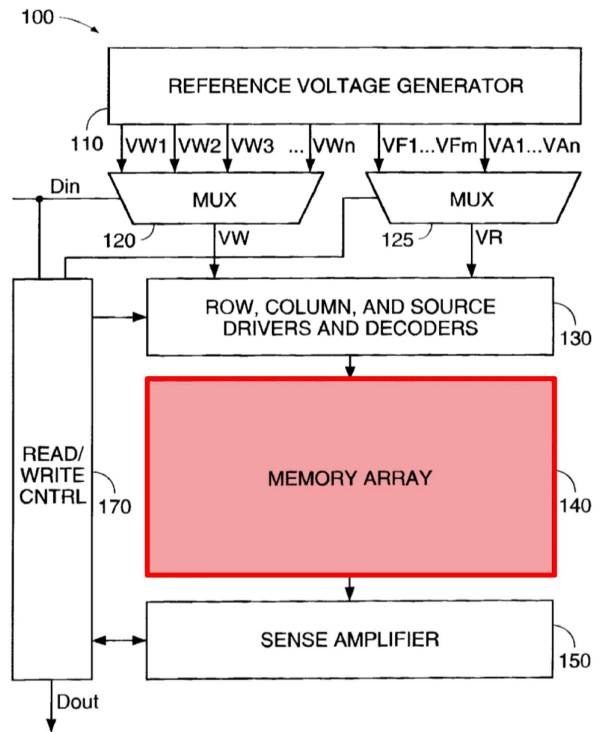 100
REFERENCE VOLTAGE GENERATOR
110
VW1 VW2 VW3 ... VWn VF1...VFm VA1...VAn
Din
MUX
MUX
120
VW
125
VR
ROW, COLUMN, AND SOURCE
DRIVERS AND DECODERS
130
READ/
WRITE
CNTRL
170
MEMORY ARRAY
140
SENSE AMPLIFIER
150
Dout